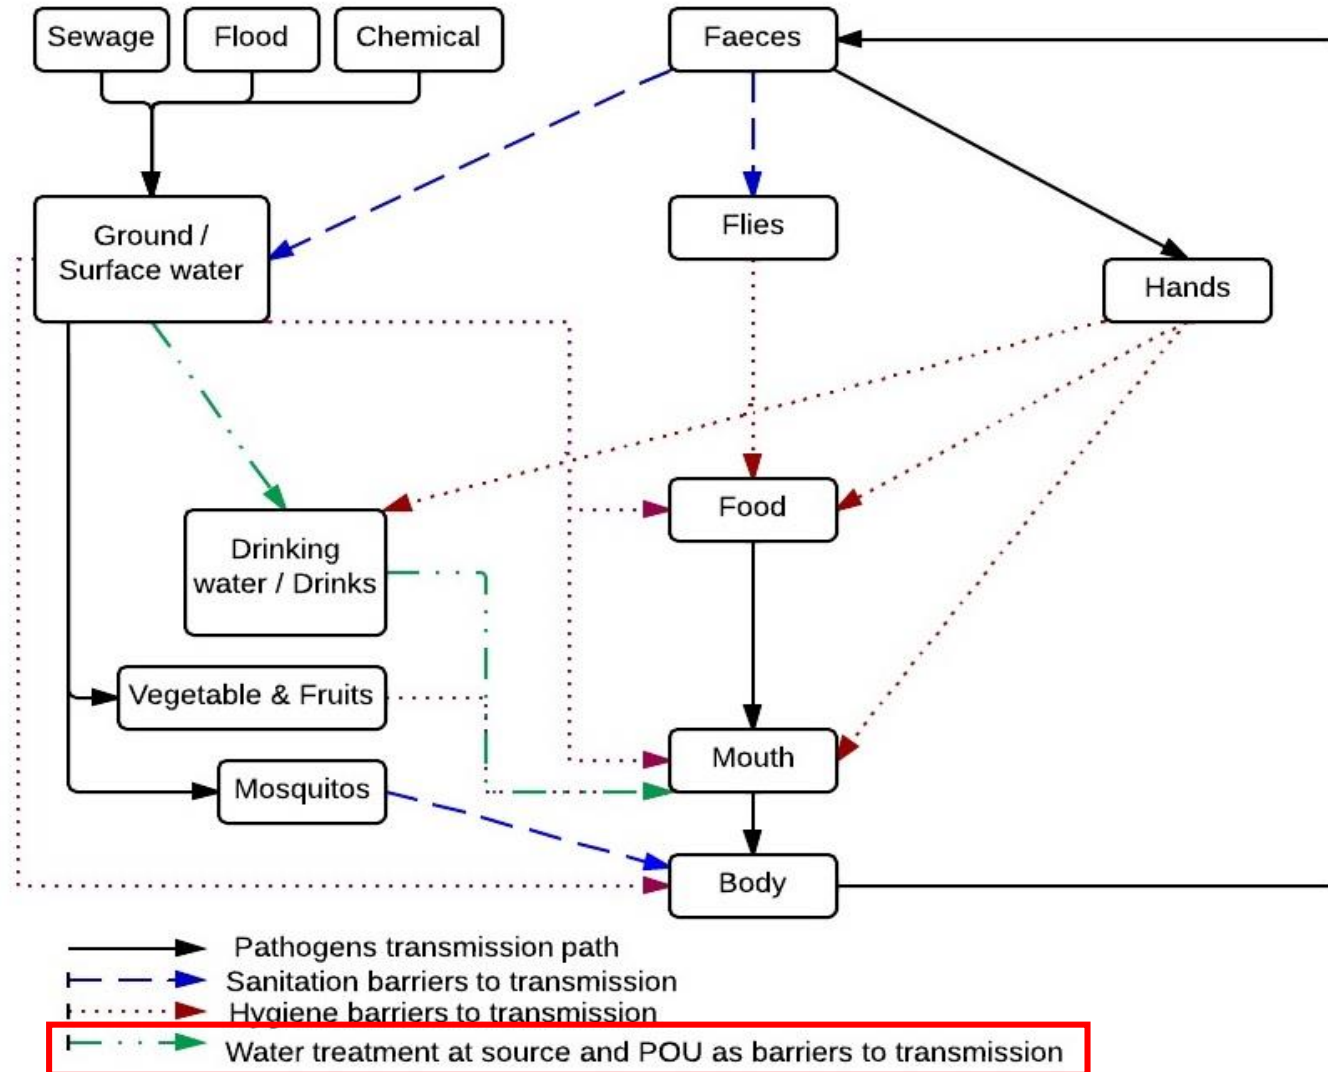 Sewage
Flood
Chemical
Faeces
Ground /
Surface water
Flies
Hands
Drinking
water / Drinks
Food
Vegetable & Fruits
Mouth
Mosquitos
Body
Pathogens transmission path
Sanitation barriers to transmission
Hygiene barriers to transmission
Water treatment at source and POU as barriers to transmission